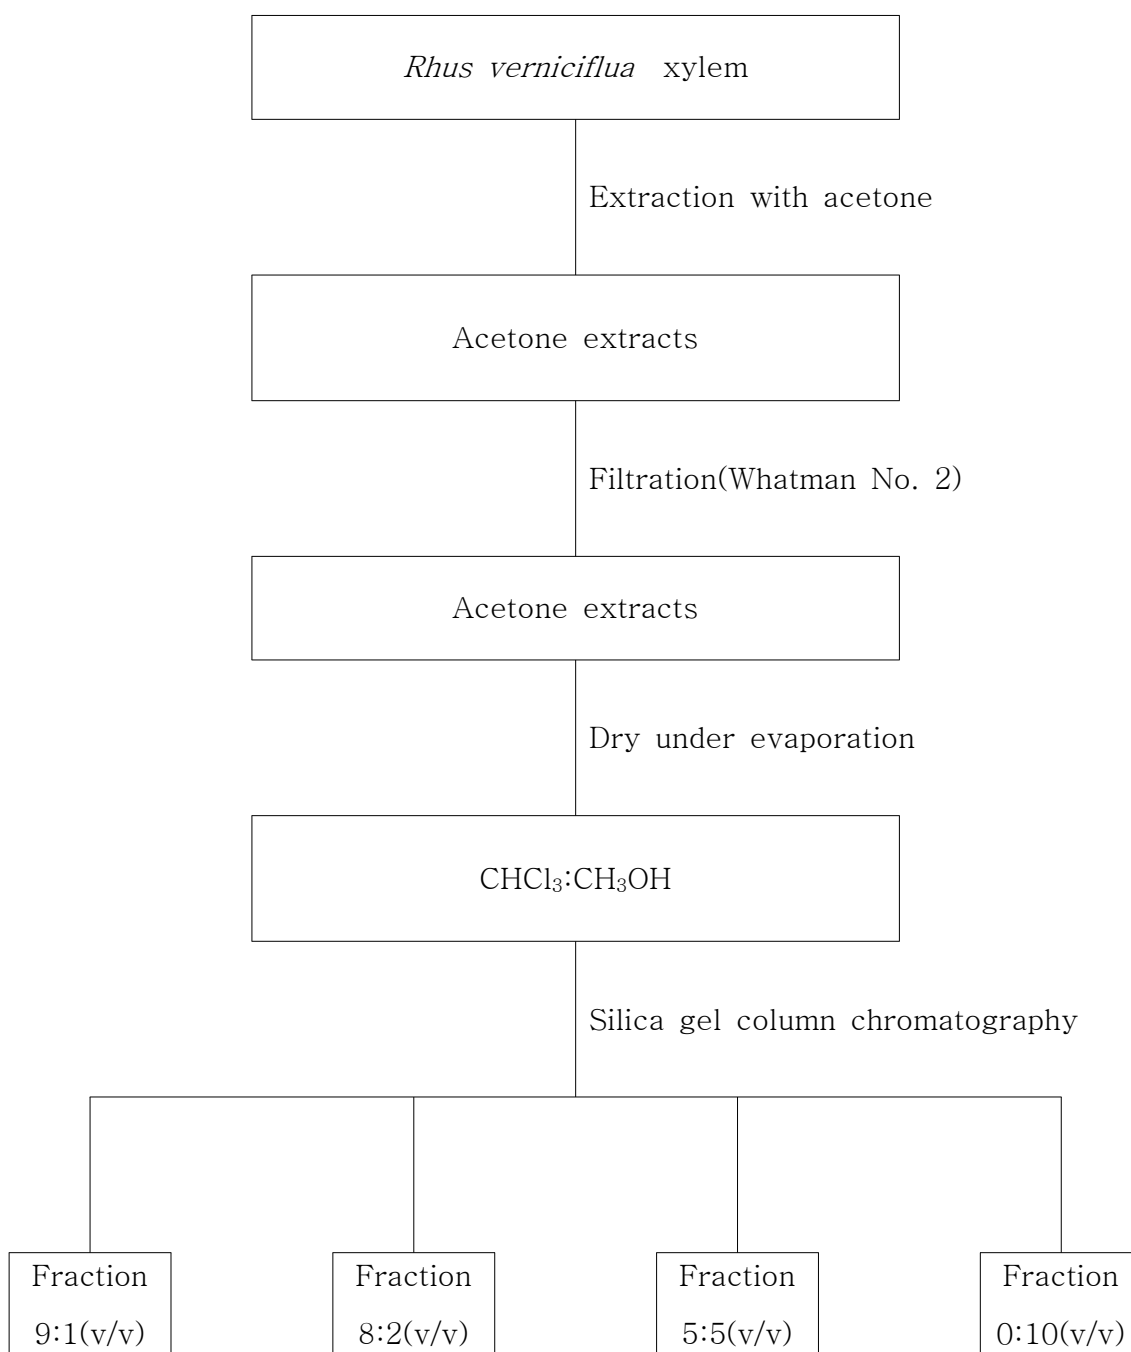 Rhus verniciflua xylem
Extraction with acetone
Acetone extracts
Filtration(Whatman No. 2)
Acetone extracts
Dry under evaporation
CHCl₃:CH₃OH
Silica gel column chromatography
Fraction
9:1(v/v)
Fraction
8:2(v/v)
Fraction
5:5(v/v)
Fraction
0:10(v/v)